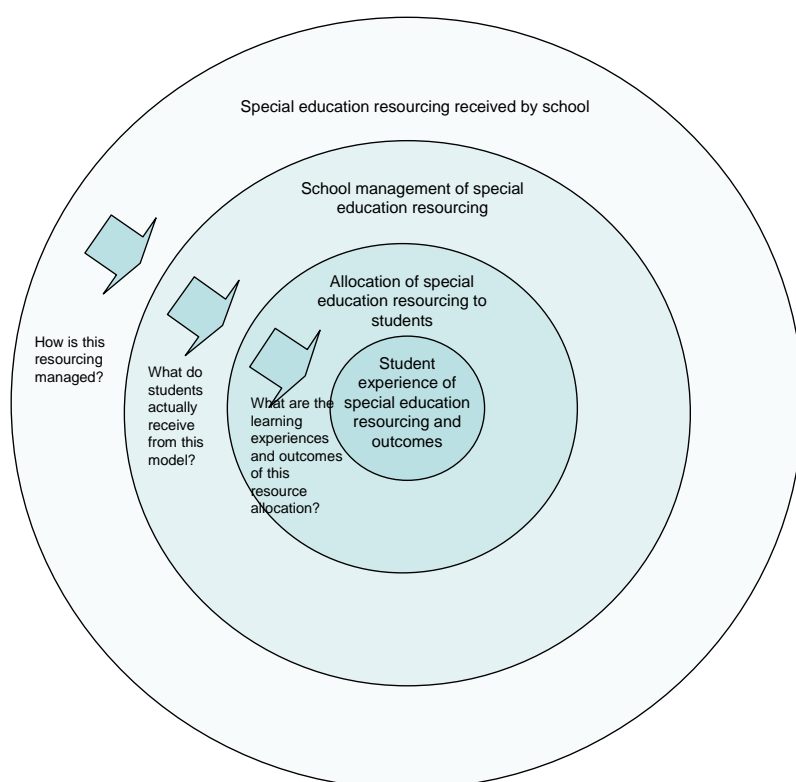 Special education resourcing received by school
School management of special
education resourcing
Allocation of special
education resourcing to
students
Student
experience of
special education
resourcing and
outcomes
How is this
resourcing
managed?
What do
students
actually
receive
from this
model?
What are the
learning
experiences
and outcomes
of this
resource
allocation?